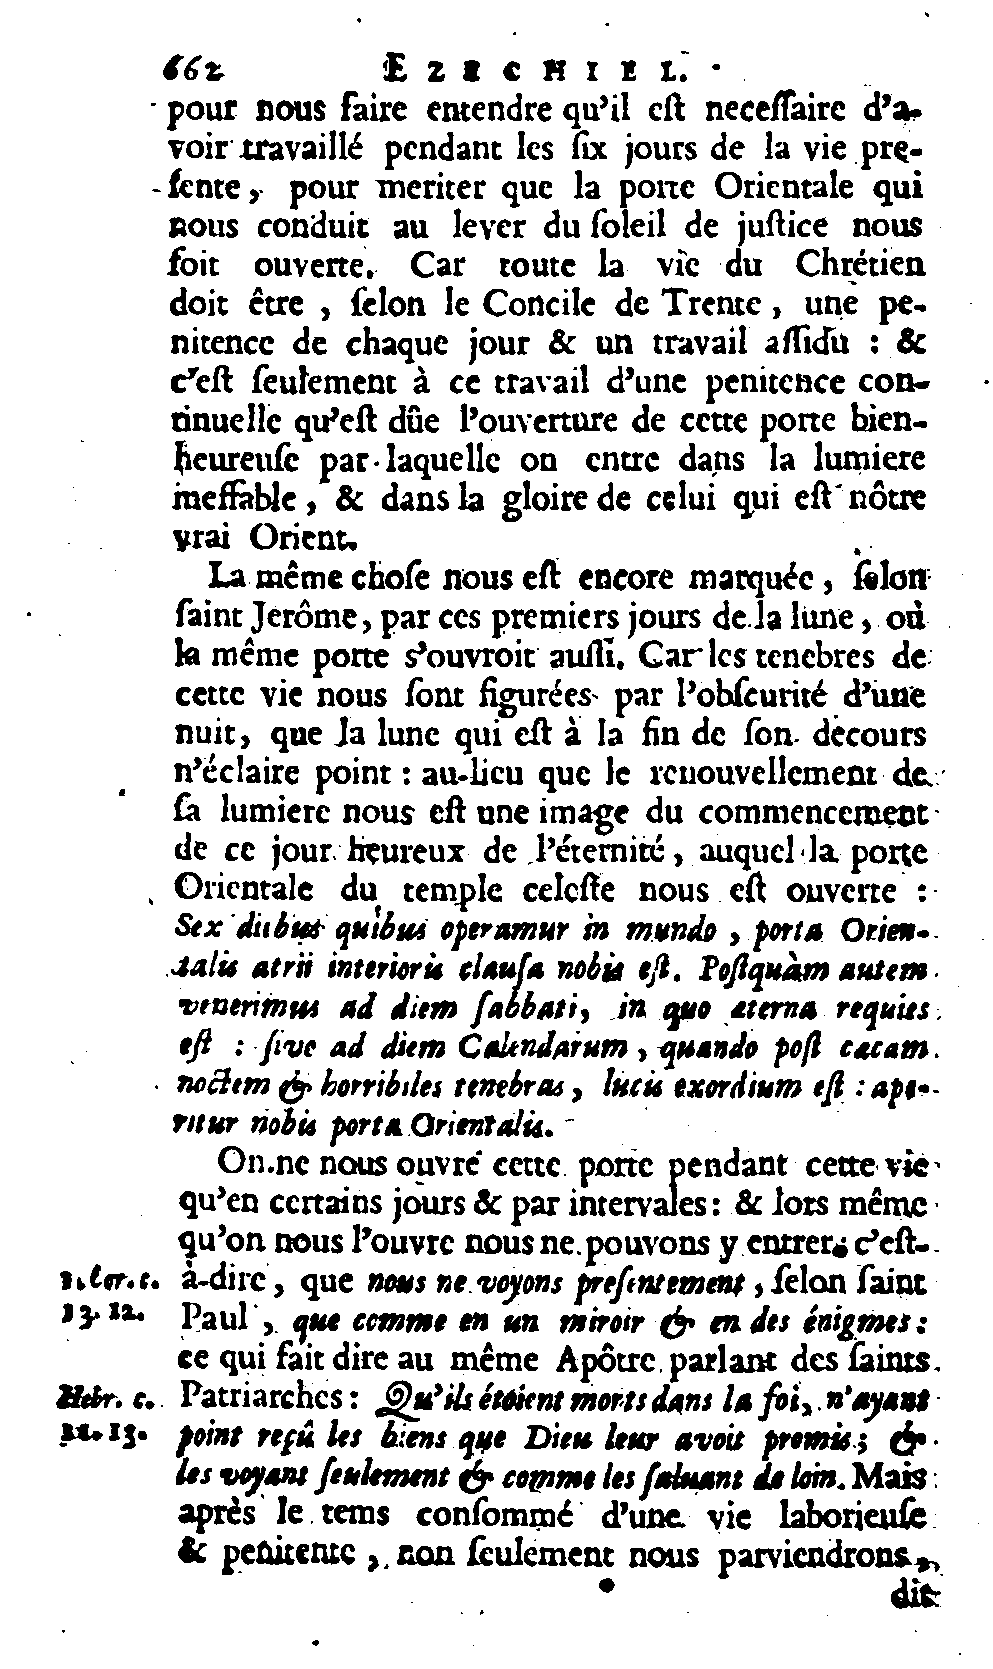 662 EZECHIEL.
pour nous faire entendre qu'il eſt neceſſaire d'a-
voir travaillé pendant les ſix jours de la vie pre-
ſente, pour meriter que la porte Orientale qui
nous conduit au lever du ſoleil de juſtice nous
ſoit ouverte. Car toute la vie du Chrétien
doit être, ſelon le Concile de Trente, une pe-
nitence de chaque jour & un travail aſſidu : &
c'eſt ſeulement à ce travail d'une penitence con-
tinuelle qu'eſt dûe l'ouverture de cette porte bien-
heureuſe par laquelle on entre dans la lumiere
ineffable, & dans la gloire de celui qui eſt nôtre
vrai Orient.
La même choſe nous eſt encore marquée, ſelon
ſaint Jerôme, par ces premiers jours de la lune, où
la même porte s'ouvroit auſſi. Car les tenebres de
cette vie nous ſont figurées par l'obſcurité d'une
nuit, que la lune qui eſt à la fin de ſon decours
n'éclaire point : au-lieu que le renouvellement de
ſa lumiere nous eſt une image du commencement
de ce jour heureux de l'éternité, auquel la porte
Orientale du temple celeſte nous eſt ouverte :
Sex diebus quibus operamur in mundo, porta Orien-
talis atrii interioris clauſa nobis eſt. Poſtquàm autem
venerimus ad diem ſabbati, in quo æterna requies
eſt : ſive ad diem Calendarum, quando poſt cæcam
noctem & horribiles tenebras, lucis exordium eſt : ape-
ritur nobis porta Orientalis.
On ne nous ouvre cette porte pendant cette vie
qu'en certains jours & par intervales : & lors même
qu'on nous l'ouvre nous ne pouvons y entrer; c'eſt-
1. Cor. c. à-dire, que nous ne voyons preſentement, ſelon ſaint
13. 12. Paul, que comme en un miroir & en des énigmes :
ce qui fait dire au même Apôtre parlant des ſaints
Hebr. c. Patriarches : Qu'ils étoient morts dans la foi, n'ayant
11. 13. point reçû les biens que Dieu leur avoit promis; &
les voyant ſeulement & comme les ſaluant de loin. Mais
après le tems conſommé d'une vie laborieuſe
& penitente, non ſeulement nous parviendrons,
dit